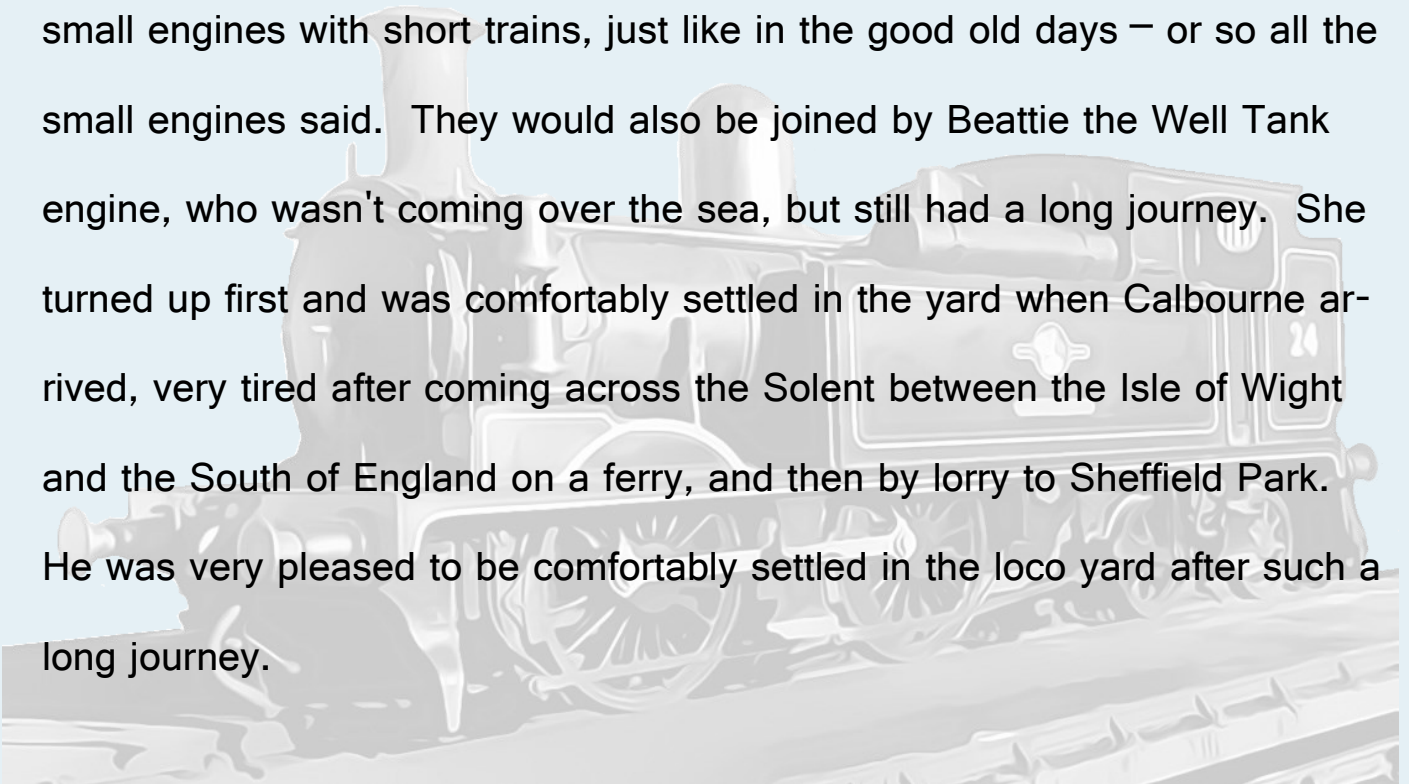 small engines with short trains, just like in the good old days – or so all the
small engines said.  They would also be joined by Beattie the Well Tank
engine, who wasn't coming over the sea, but still had a long journey.  She
turned up first and was comfortably settled in the yard when Calbourne ar-
rived, very tired after coming across the Solent between the Isle of Wight
and the South of England on a ferry, and then by lorry to Sheffield Park.
He was very pleased to be comfortably settled in the loco yard after such a
long journey.
24